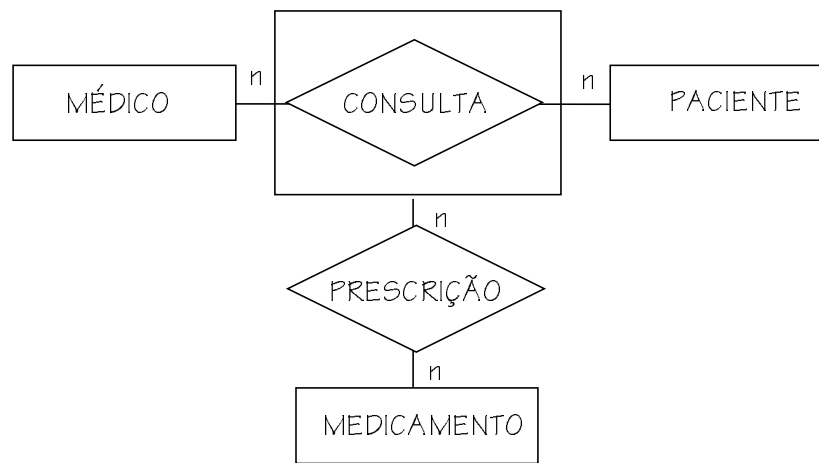 n
n
MÉDICO
CONSULTA
PACIENTE
n
PRESCRIÇÃO
n
MEDICAMENTO